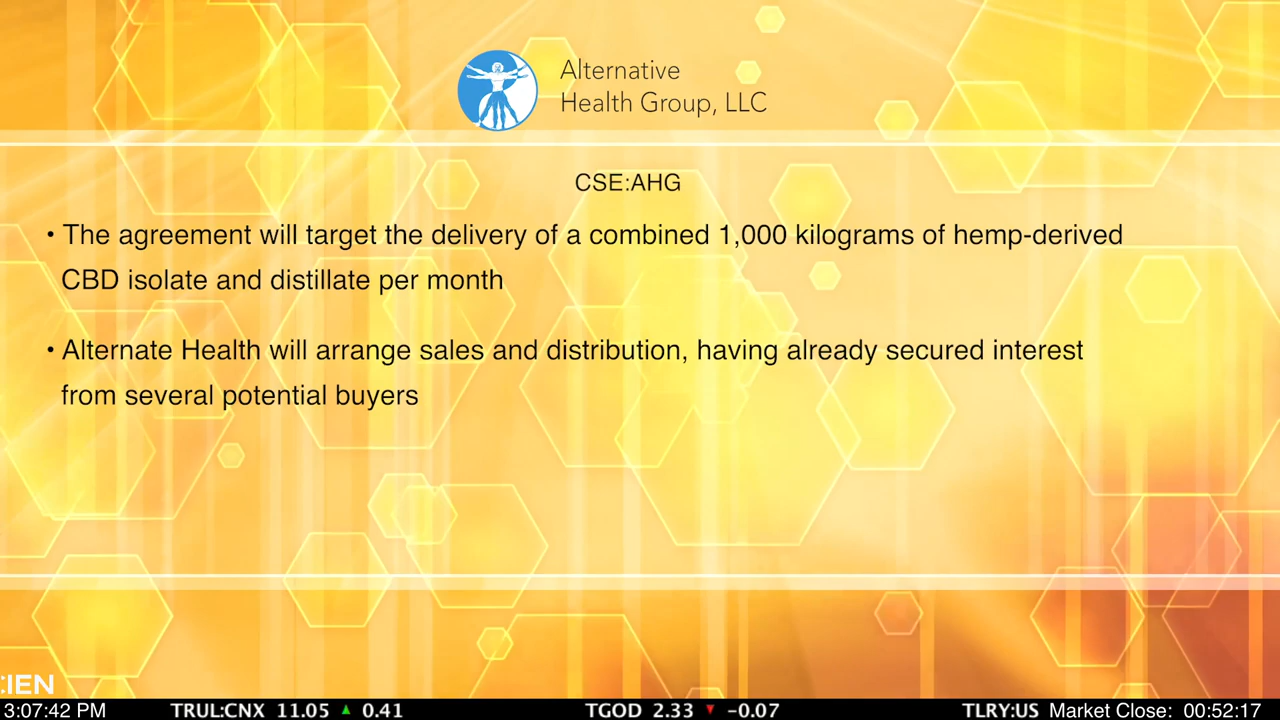 Alternative
Health Group, LLC
CSE:AHG
• The agreement will target the delivery of a combined 1,000 kilograms of hemp-derived
CBD isolate and distillate per month
• Alternate Health will arrange sales and distribution, having already secured interest
from several potential buyers
IEN
3:07:42 PM TRUL:CNX 11.05 ▲ 0.41 TGOD 2.33 ▼ -0.07 TLRY:US Market Close: 00:52:17